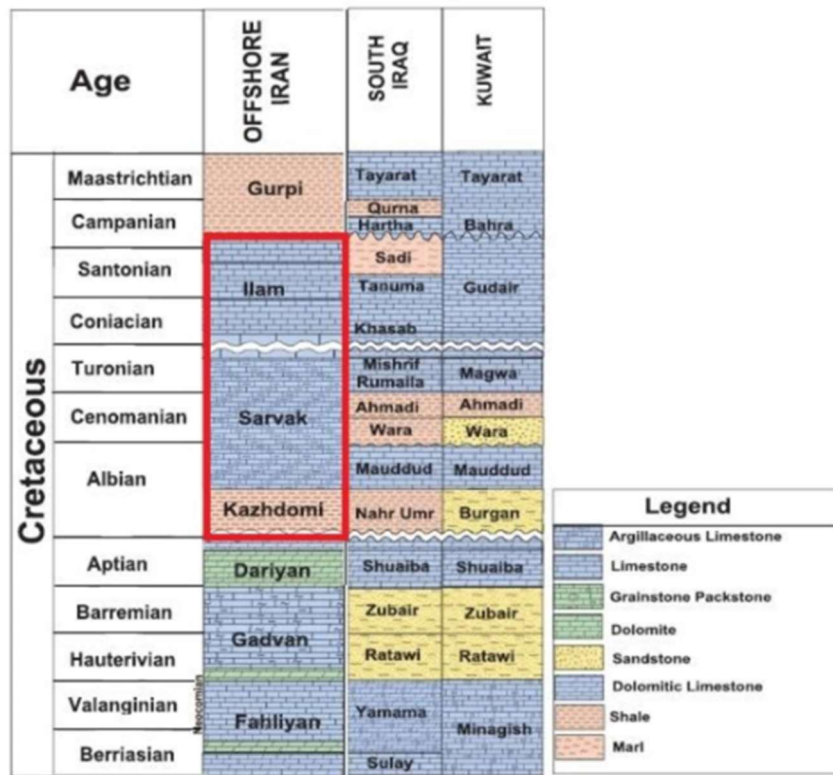 Age
OFFSHORE
IRAN
SOUTH
IRAQ
KUWAIT
Cretaceous
Maastrichtian
Gurpi
Tayarat
Tayarat
Campanian
Qurna
Hartha
Bahra
Santonian
Ilam
Sadi
Tanuma
Gudair
Coniacian
Khasab
Turonian
Mishrif
Rumaila
Magwa
Cenomanian
Sarvak
Ahmadi
Ahmadi
Wara
Wara
Albian
Mauddud
Mauddud
Kazhdomi
Nahr Umr
Burgan
Aptian
Dariyan
Shuaiba
Shuaiba
Barremian
Gadvan
Zubair
Zubair
Hauterivian
Ratawi
Ratawi
Neocomian
Valanginian
Fahliyan
Yamama
Minagish
Berriasian
Sulay
Legend
Argillaceous Limestone
Limestone
Grainstone Packstone
Dolomite
Sandstone
Dolomitic Limestone
Shale
Marl